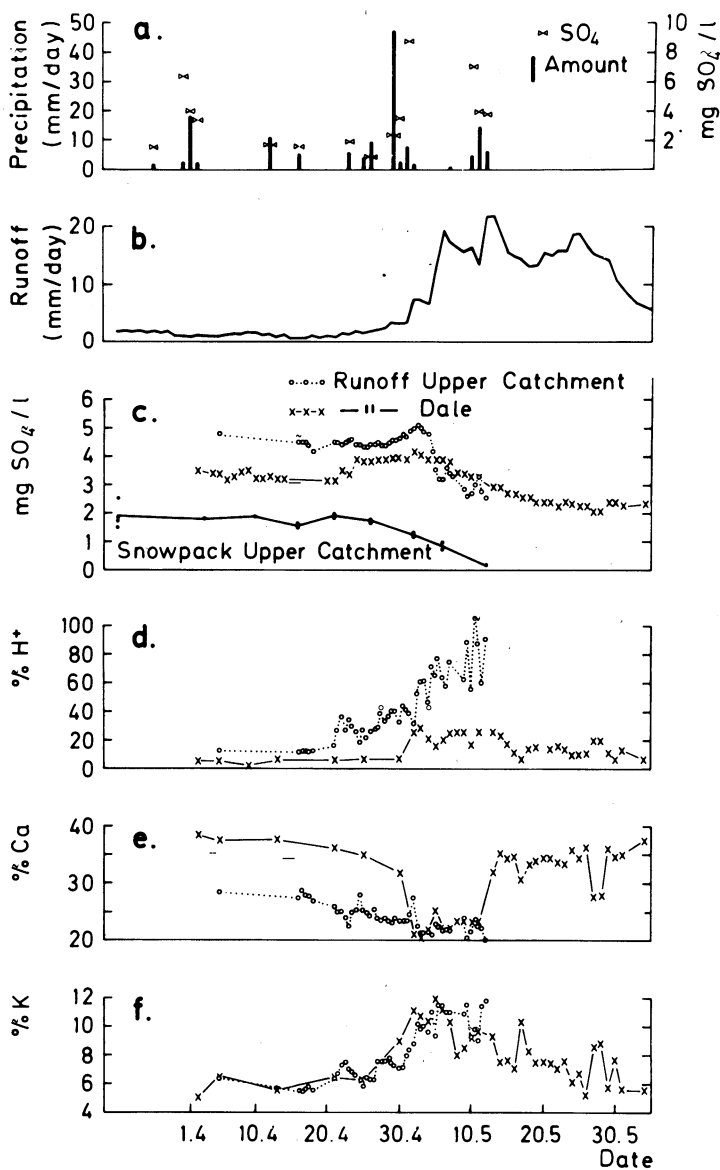 a.
Precipitation
(mm/day)
50
40
30
20
10
0
SO4
Amount
10
8
6
4
2
mg SO4 / l
b.
Runoff
(mm/day)
20
10
0
Runoff Upper Catchment
— " — Dale
c.
mg SO4 / l
6
5
4
3
2
1
0
Snowpack Upper Catchment
d.
% H+
100
80
60
40
20
0
e.
% Ca
40
30
20
f.
% K
12
10
8
6
4
1.4 10.4 20.4 30.4 10.5 20.5 30.5
Date